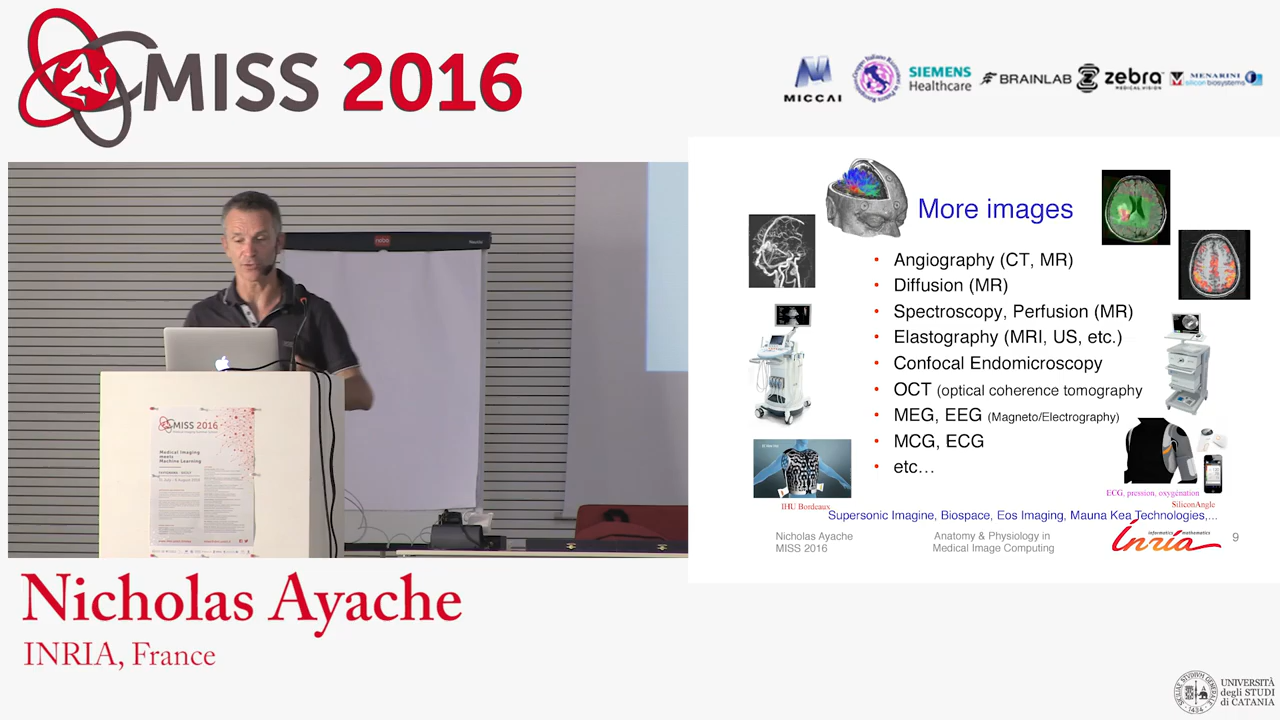 MISS 2016
MICCAI
SIEMENS
Healthcare
BRAINLAB
zebra
MEDICAL VISION
MENARINI
silicon biosystems
More images
• Angiography (CT, MR)
• Diffusion (MR)
• Spectroscopy, Perfusion (MR)
• Elastography (MRI, US, etc.)
• Confocal Endomicroscopy
• OCT (optical coherence tomography
• MEG, EEG (Magneto/Electrography)
• MCG, ECG
• etc…
IHU Bordeaux
ECG, pression, oxygénation
SiliconAngle
Supersonic Imagine, Biospace, Eos Imaging, Mauna Kea Technologies,...
Nicholas Ayache
MISS 2016
Anatomy & Physiology in
Medical Image Computing
informatics mathematics
Inria
9
nobo
MISS 2016
Medical Imaging
meets
Machine Learning
Nicholas Ayache
INRIA, France
UNIVERSITÀ
degli STUDI
di CATANIA
1434